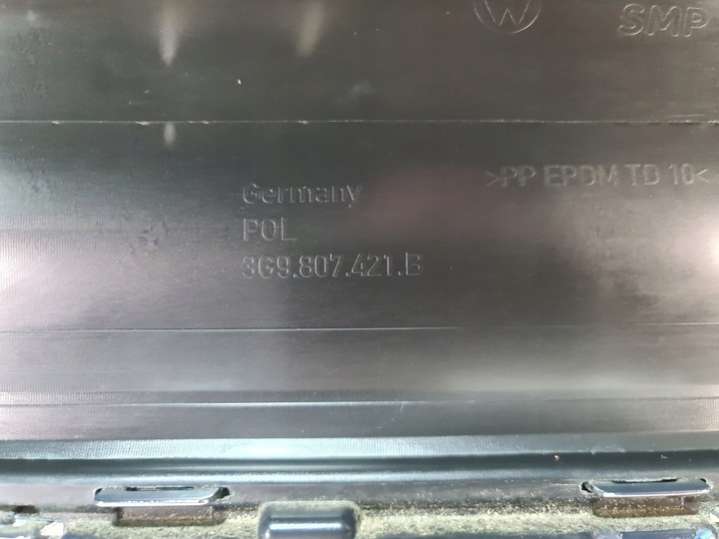 SMP
>PP EPDM TD 10<
Germany
POL
3G9.807.421.B